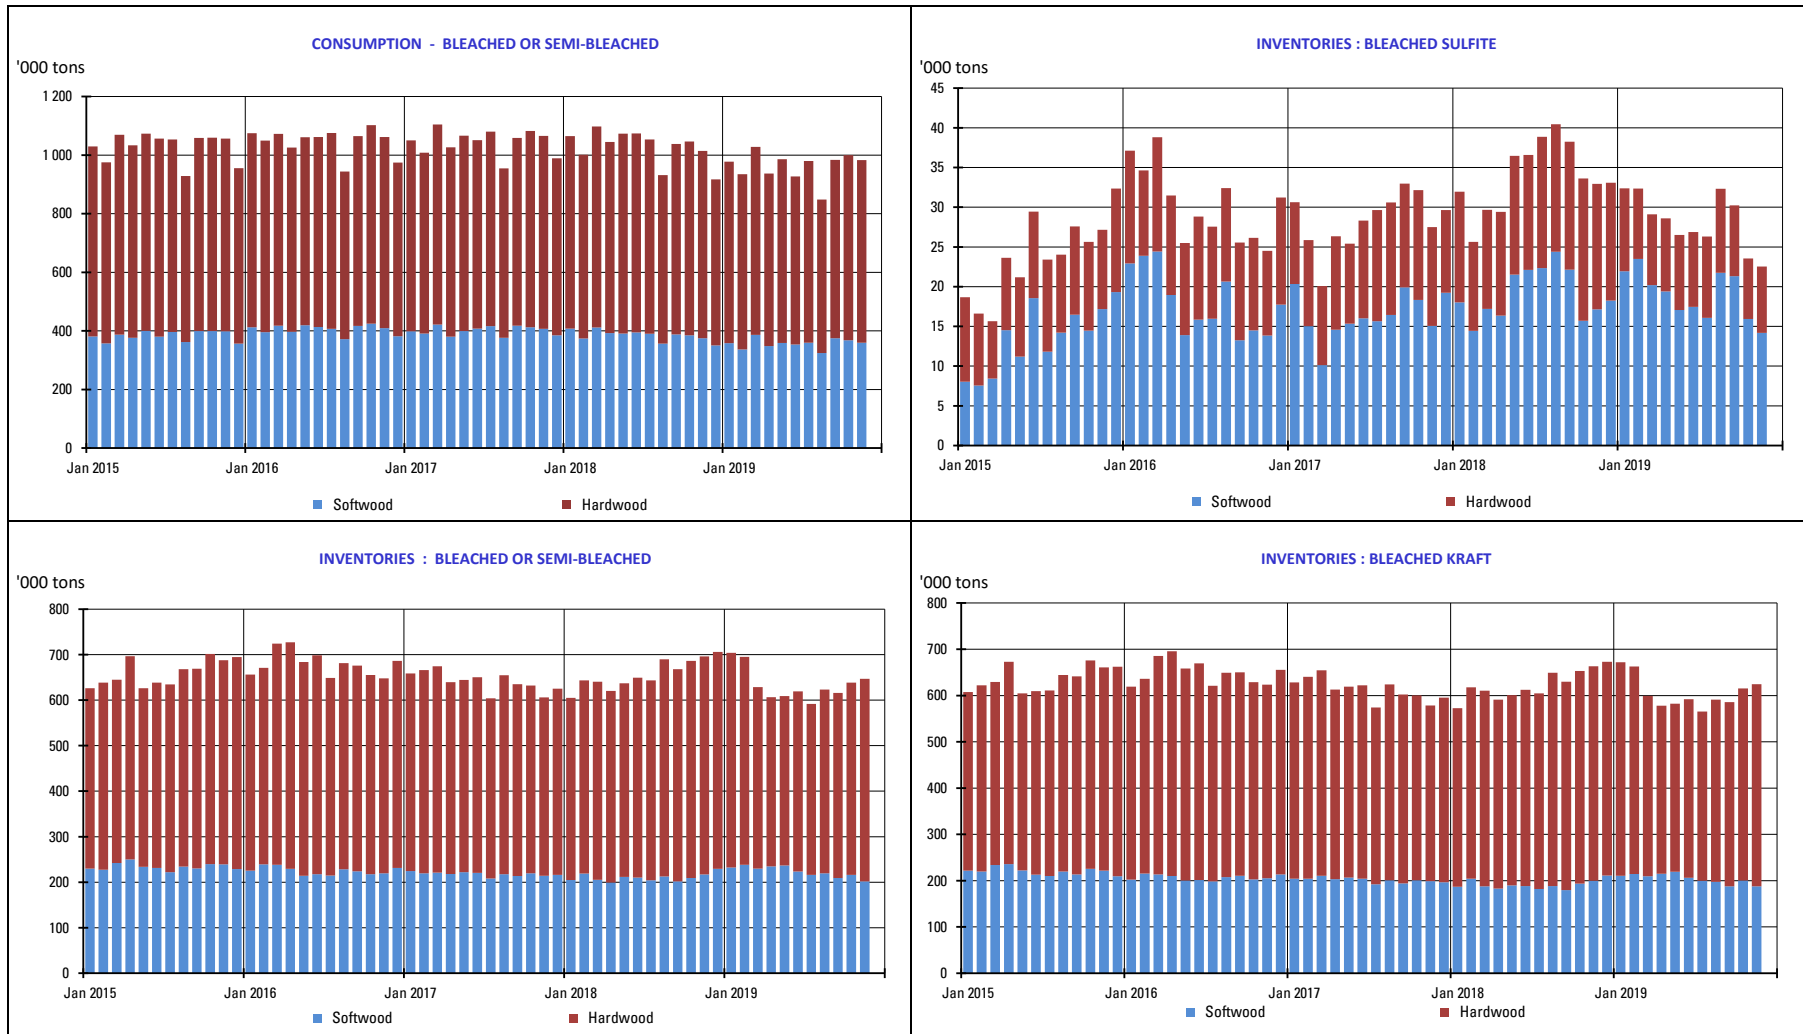 CONSUMPTION - BLEACHED OR SEMI-BLEACHED
'000 tons
1 200
1 000
800
600
400
200
0
Jan 2015 Jan 2016 Jan 2017 Jan 2018 Jan 2019
Softwood Hardwood
INVENTORIES : BLEACHED SULFITE
'000 tons
45
40
35
30
25
20
15
10
5
0
Jan 2015 Jan 2016 Jan 2017 Jan 2018 Jan 2019
Softwood Hardwood
INVENTORIES : BLEACHED OR SEMI-BLEACHED
'000 tons
800
700
600
500
400
300
200
100
0
Jan 2015 Jan 2016 Jan 2017 Jan 2018 Jan 2019
Softwood Hardwood
INVENTORIES : BLEACHED KRAFT
'000 tons
800
700
600
500
400
300
200
100
0
Jan 2015 Jan 2016 Jan 2017 Jan 2018 Jan 2019
Softwood Hardwood